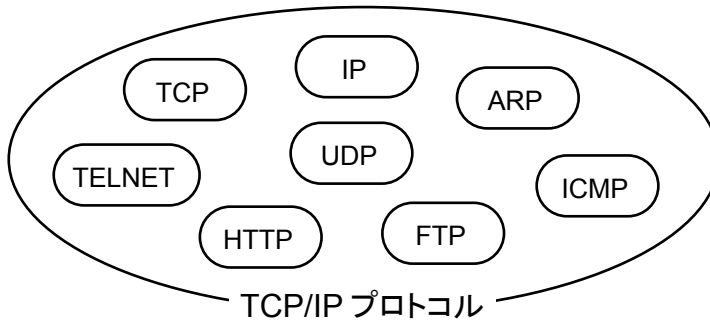 IP
TCP
ARP
UDP
TELNET
ICMP
HTTP
FTP
TCP/IP プロトコル